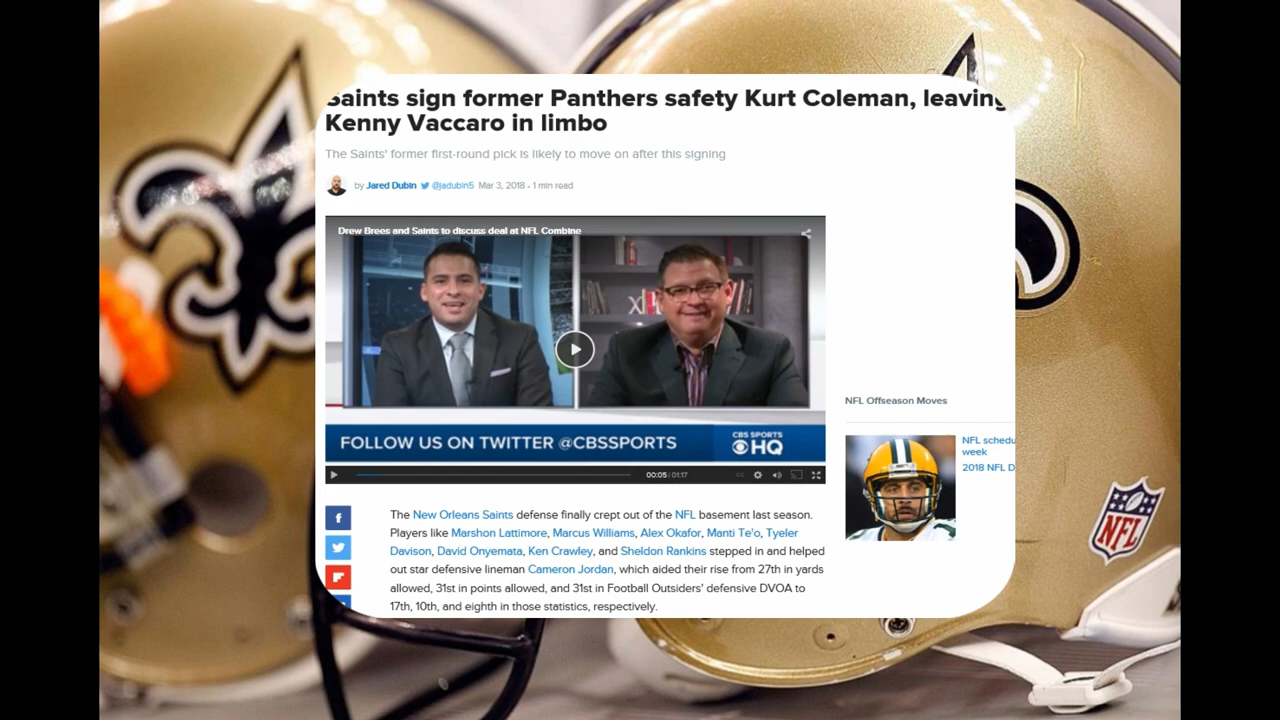 Saints sign former Panthers safety Kurt Coleman, leaving
Kenny Vaccaro in limbo
The Saints' former first-round pick is likely to move on after this signing
by Jared Dubin @jadubin5 Mar 3, 2018 • 1 min read
Drew Brees and Saints to discuss deal at NFL Combine
FOLLOW US ON TWITTER @CBSSPORTS
CBS SPORTS
HQ
00:05 / 01:17
NFL Offseason Moves
NFL schedu
week
2018 NFL D
The New Orleans Saints defense finally crept out of the NFL basement last season.
Players like Marshon Lattimore, Marcus Williams, Alex Okafor, Manti Te'o, Tyeler
Davison, David Onyemata, Ken Crawley, and Sheldon Rankins stepped in and helped
out star defensive lineman Cameron Jordan, which aided their rise from 27th in yards
allowed, 31st in points allowed, and 31st in Football Outsiders' defensive DVOA to
17th, 10th, and eighth in those statistics, respectively.
NFL